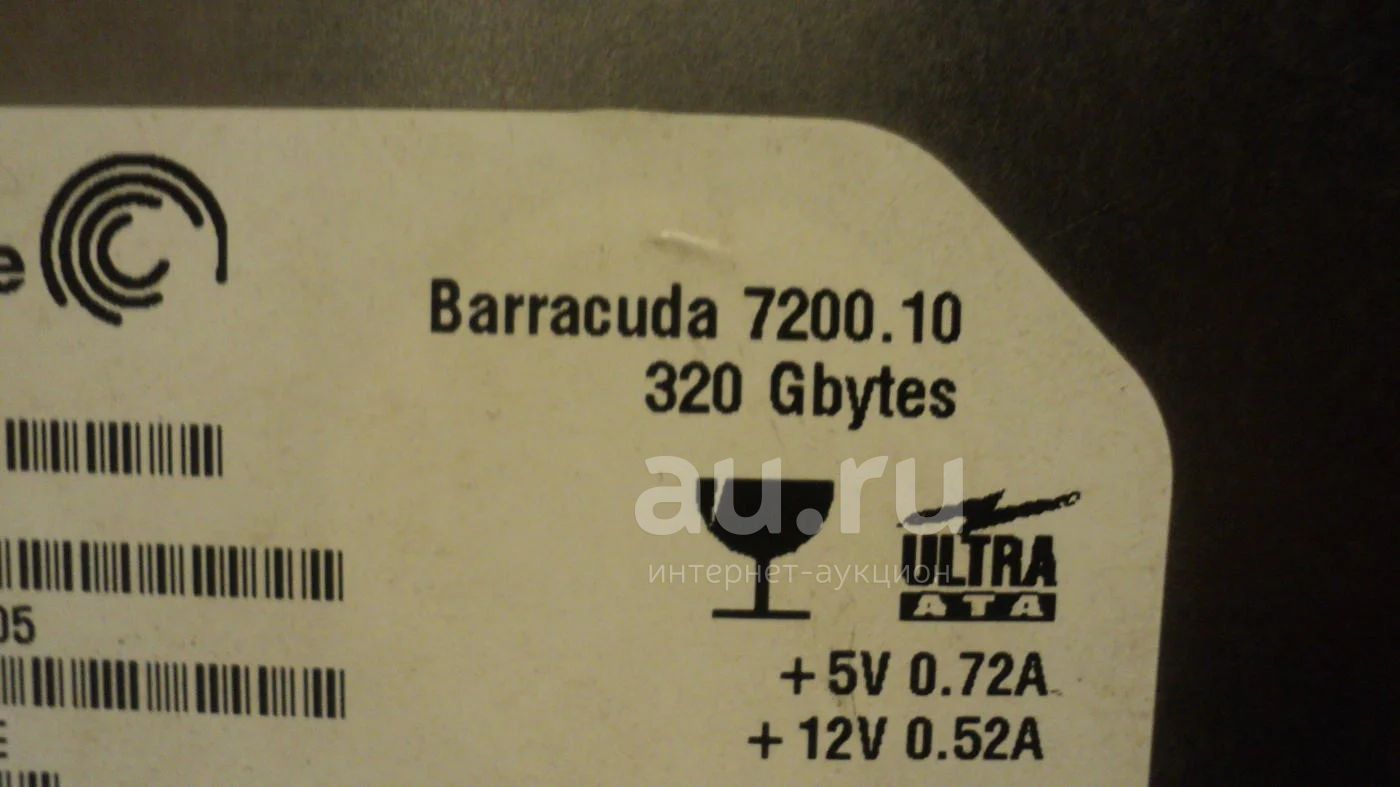 e
Barracuda 7200.10
320 Gbytes
au.ru
интернет-аукцион
ULTRA
ATA
05
+5V 0.72A
+12V 0.52A
E